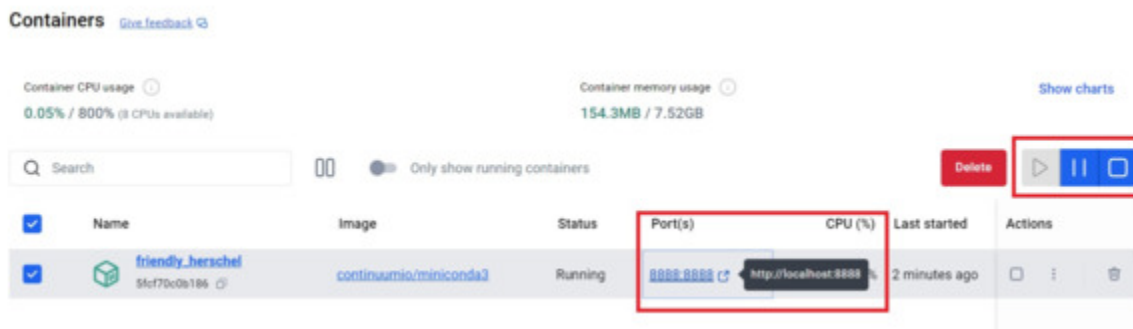 Containers Give feedback
Container CPU usage
Container memory usage
Show charts
0.05% / 800% (8 CPUs available)
154.3MB / 7.52GB
Search
Only show running containers
Delete
Name Image Status Port(s) CPU (%) Last started Actions
friendly_herschel
5fcf70c0b186
continuumio/miniconda3 Running 8888:8888 http://localhost:8888 % 2 minutes ago